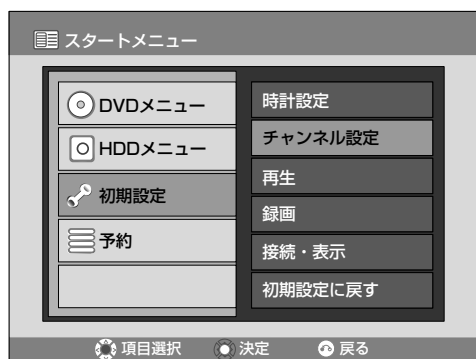 スタートメニュー
DVDメニュー
HDDメニュー
初期設定
予約
時計設定
チャンネル設定
再生
録画
接続・表示
初期設定に戻す
項目選択 決定 戻る